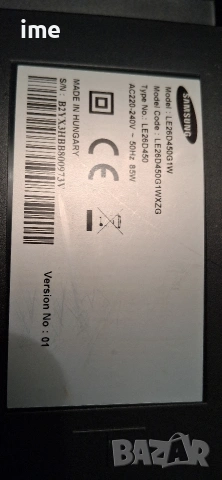 ime
SAMSUNG
Model : LE26D450G1W
Model Code : LE26D450G1WXZG
Type No. : LE26D450
AC220-240V ~ 50Hz 85W
CE
MADE IN HUNGARY
S/N : B2VX3HBB800973V
Version No : 01
BAZAR